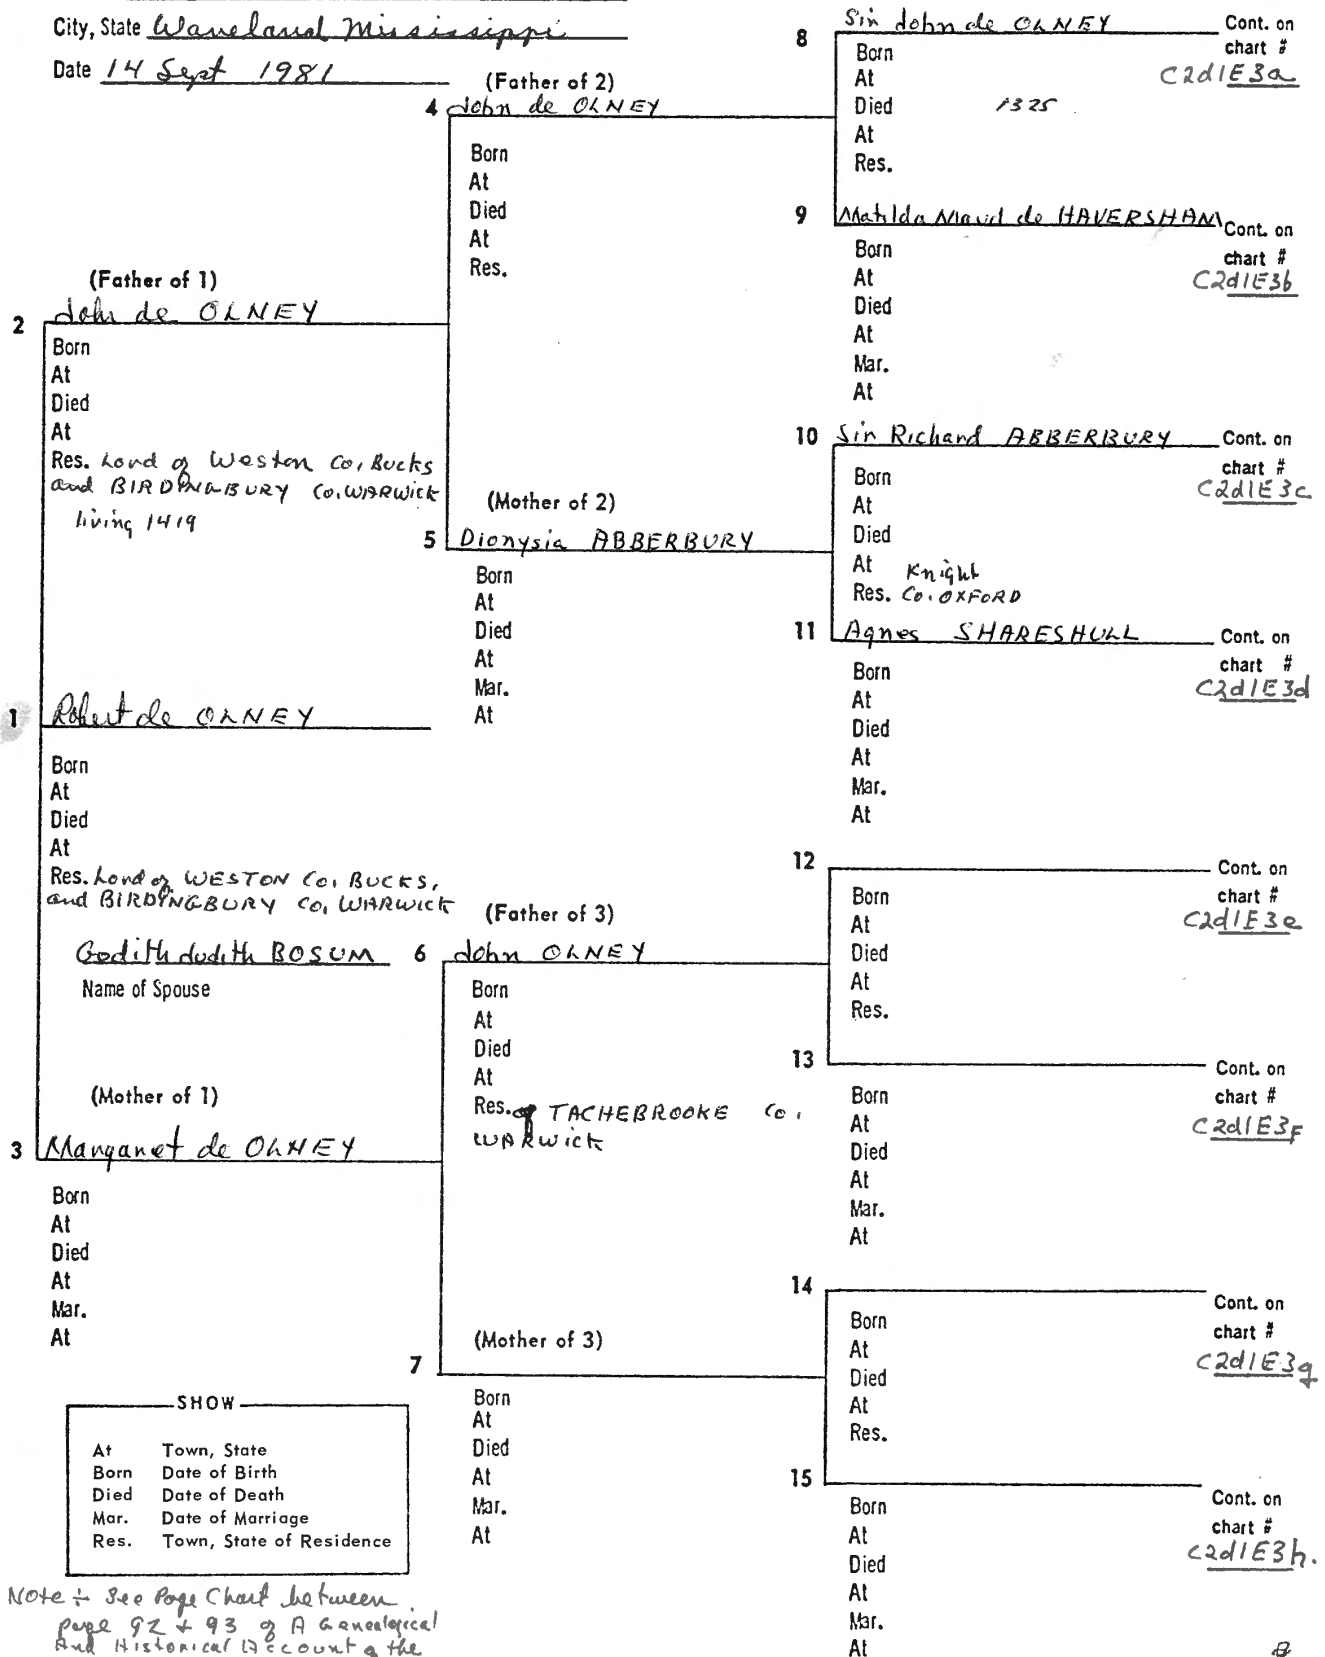 City, State Waveland Mississippi
Date 14 Sept 1981
(Father of 2)
4 John de OLNEY
Born
At
Died
At
Res.
(Father of 1)
2 John de OLNEY
Born
At
Died
At
Res. Lord of Weston Co. Bucks
and BIRDINGBURY Co. WARWICK
living 1419
(Mother of 2)
5 Dionysia ABBERBURY
Born
At
Died
At
Mar.
At
1 Robert de OLNEY
Born
At
Died
At
Res. Lord of WESTON Co. BUCKS,
and BIRDINGBURY Co, WARWICK
Godith Judith BOSUM
Name of Spouse
(Father of 3)
6 John OLNEY
Born
At
Died
At
Res. of TACHEBROOKE Co.
WARWICK
(Mother of 1)
3 Margaret de OLNEY
Born
At
Died
At
Mar.
At
(Mother of 3)
7
Born
At
Died
At
Mar.
At
8 Sir John de OLNEY
Cont. on
chart #
C2d1E3a
Born
At
Died 1325
At
Res.
9 Matilda Maud de HAVERSHAM
Cont. on
chart #
C2d1E3b
Born
At
Died
At
Mar.
At
10 Sir Richard ABBERBURY
Cont. on
chart #
C2d1E3c
Born
At
Died
At Knight
Res. Co. OXFORD
11 Agnes SHARESHULL
Cont. on
chart #
C2d1E3d
Born
At
Died
At
Mar.
At
12
Cont. on
chart #
C2d1E3e
Born
At
Died
At
Res.
13
Cont. on
chart #
C2d1E3F
Born
At
Died
At
Mar.
At
14
Cont. on
chart #
C2d1E3g
Born
At
Died
At
Res.
15
Cont. on
chart #
C2d1E3h.
Born
At
Died
At
Mar.
At
SHOW
At Town, State
Born Date of Birth
Died Date of Death
Mar. Date of Marriage
Res. Town, State of Residence
Note - See Page Chart between
page 92 + 93 of A Genealogical
And Historical Account of the